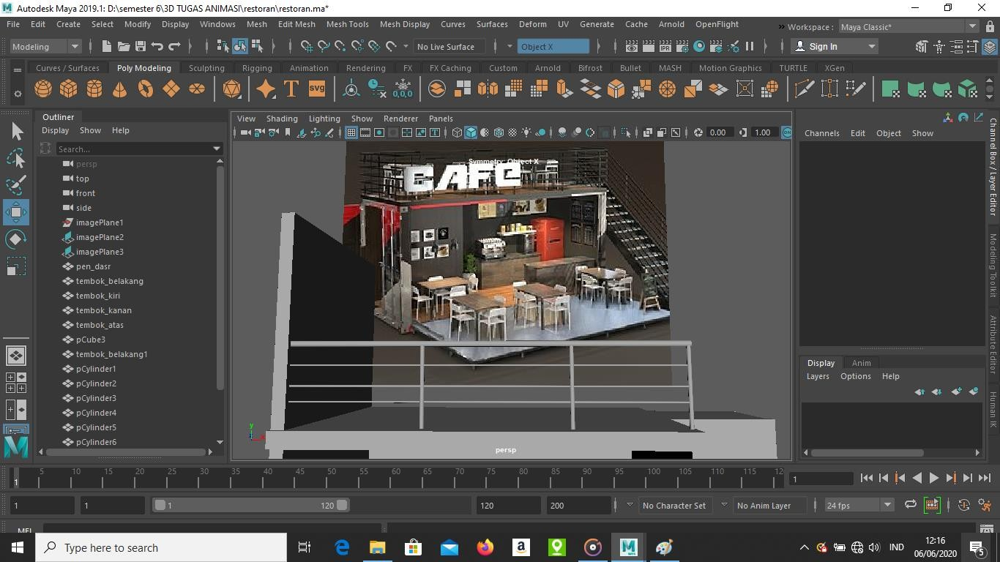 Autodesk Maya 2019.1: D:\semester 6\3D TUGAS ANIMASI\restoran\restoran.ma*
File Edit Create Select Modify Display Windows Mesh Edit Mesh Mesh Tools Mesh Display Curves Surfaces Deform UV Generate Cache Arnold OpenFlight
» Workspace : Maya Classic*
Modeling No Live Surface Object X Sign In
Curves / Surfaces Poly Modeling Sculpting Rigging Animation Rendering FX FX Caching Custom Arnold Bifrost Bullet MASH Motion Graphics TURTLE XGen
T SVG 0,0,0
Outliner
Display Show Help
Search...
persp
top
front
side
imagePlane1
imagePlane2
imagePlane3
pen_dasr
tembok_belakang
tembok_kiri
tembok_kanan
tembok_atas
pCube3
tembok_belakang1
pCylinder1
pCylinder2
pCylinder3
pCylinder4
pCylinder5
pCylinder6
View Shading Lighting Show Renderer Panels
0.00 1.00 ON
Symmetry: Object X
CAFE
y
x
persp
Channels Edit Object Show
Channel Box / Layer Editor
Modeling Toolkit
Attribute Editor
Human IK
Display Anim
Layers Options Help
5 10 15 20 25 30 35 40 45 50 55 60 65 70 75 80 85 90 95 100 105 110 115 12
1
1
1 1 1 120 120 200 No Character Set No Anim Layer 24 fps
MEL
Type here to search
IND
12:16
06/06/2020
5